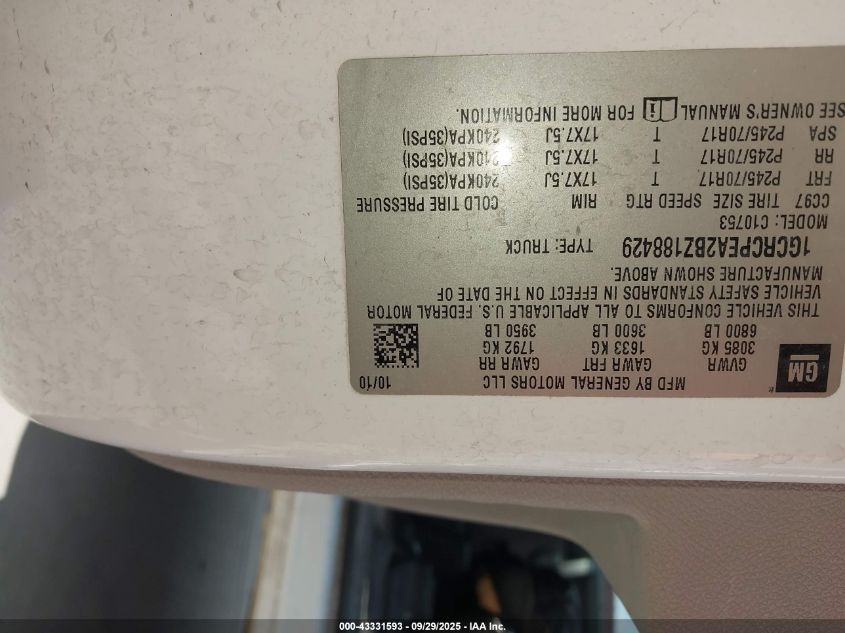 MFD BY GENERAL MOTORS LLC 10/10
GM GVWR GAWR FRT GAWR RR
3085 KG 1633 KG 1792 KG
6800 LB 3600 LB 3950 LB
THIS VEHICLE CONFORMS TO ALL APPLICABLE U.S. FEDERAL MOTOR
VEHICLE SAFETY STANDARDS IN EFFECT ON THE DATE OF
MANUFACTURE SHOWN ABOVE.
1GCRCPEA2BZ188429 TYPE: TRUCK
MODEL: C10753
CC97 TIRE SIZE SPEED RTG RIM COLD TIRE PRESSURE
FRT P245/70R17 T 17X7.5J 240KPA(35PSI)
RR P245/70R17 T 17X7.5J 240KPA(35PSI)
SPA P245/70R17 T 17X7.5J 240KPA(35PSI)
SEE OWNER'S MANUAL FOR MORE INFORMATION.
000-43331593 - 09/29/2025 - IAA Inc.